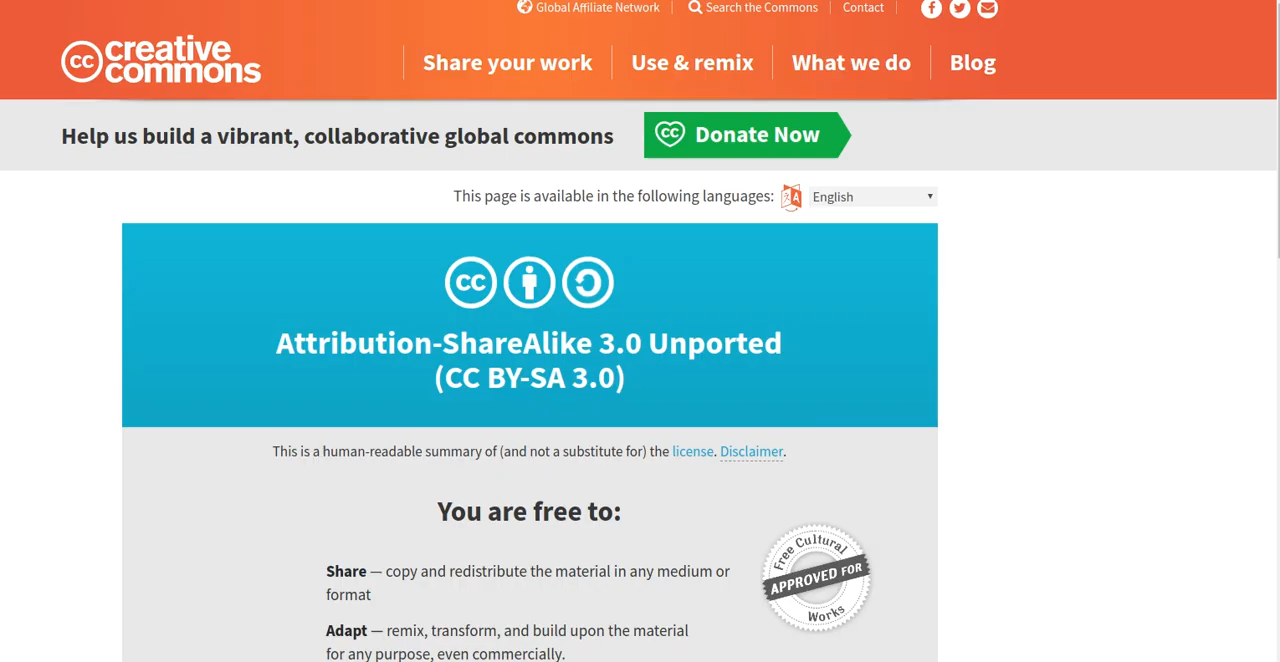 Global Affiliate Network
Search the Commons
Contact
cc creative commons
Share your work
Use & remix
What we do
Blog
Help us build a vibrant, collaborative global commons
cc Donate Now
This page is available in the following languages:
A
English
cc
Attribution-ShareAlike 3.0 Unported
(CC BY-SA 3.0)
This is a human-readable summary of (and not a substitute for) the license. Disclaimer.
You are free to:
Share — copy and redistribute the material in any medium or
format
Adapt — remix, transform, and build upon the material
for any purpose, even commercially.
Free Cultural
APPROVED FOR
Works